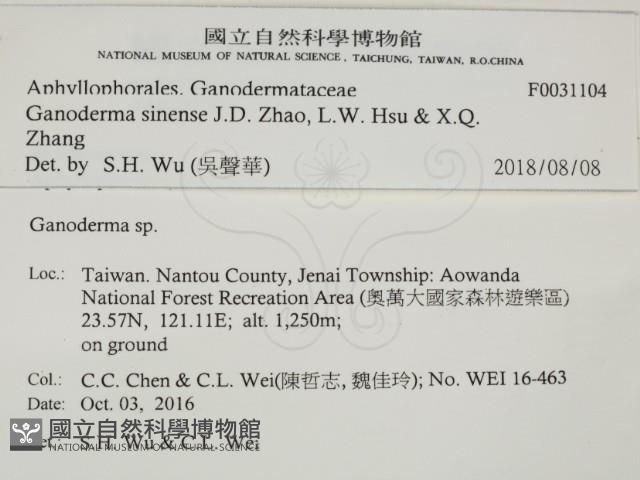 國立自然科學博物館
NATIONAL MUSEUM OF NATURAL SCIENCE, TAICHUNG, TAIWAN, R.O.CHINA
Aphyllophorales, Ganodermataceae F0031104
Ganoderma sinense J.D. Zhao, L.W. Hsu & X.Q.
Zhang
Det. by S.H. Wu (吳聲華) 2018/08/08
Ganoderma sp.
Loc.: Taiwan. Nantou County, Jenai Township: Aowanda
National Forest Recreation Area (奧萬大國家森林遊樂區)
23.57N, 121.11E; alt. 1,250m;
on ground
Col.: C.C. Chen & C.L. Wei(陳哲志, 魏佳玲); No. WEI 16-463
Date: Oct. 03, 2016
國立自然科學博物館
S.H. Wu & C.L. Wei
NATIONAL MUSEUM OF NATURAL SCIENCE